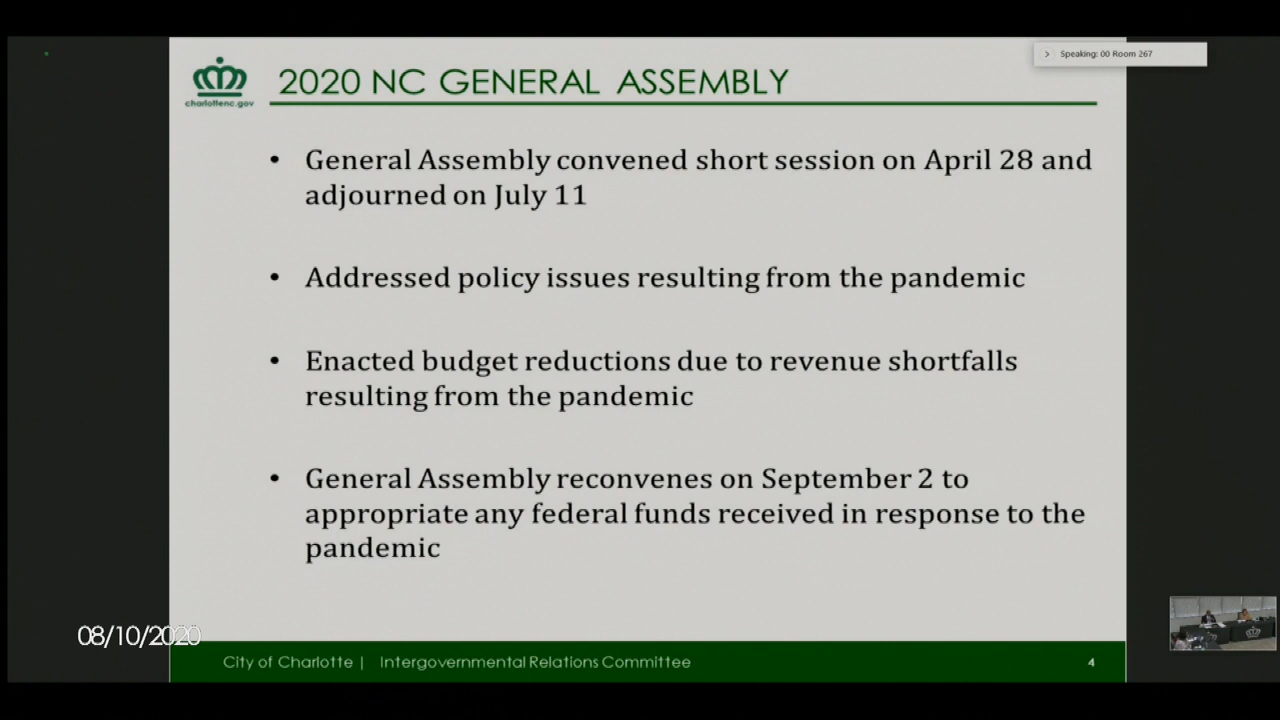 Speaking: 00 Room 267
charlottenc.gov
2020 NC GENERAL ASSEMBLY
• General Assembly convened short session on April 28 and
adjourned on July 11
• Addressed policy issues resulting from the pandemic
• Enacted budget reductions due to revenue shortfalls
resulting from the pandemic
• General Assembly reconvenes on September 2 to
appropriate any federal funds received in response to the
pandemic
08/10/2020
City of Charlotte | Intergovernmental Relations Committee
4